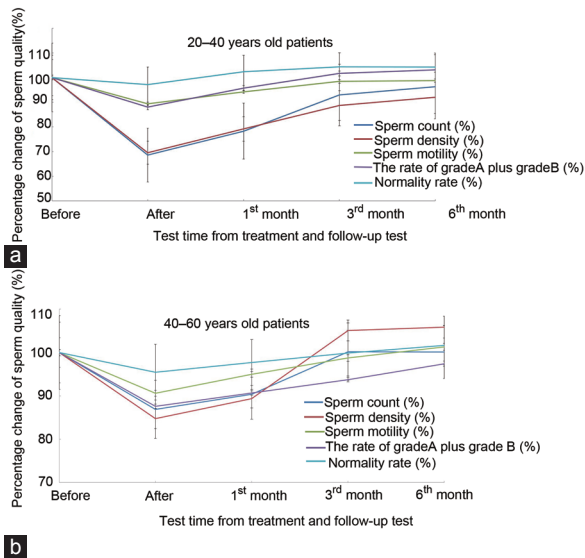 Percentage change of sperm quality(%)
20–40 years old patients
110
100
90
80
70
60
50
Sperm count (%)
Sperm density (%)
Sperm motility (%)
The rate of gradeA plus gradeB (%)
Normality rate (%)
Before
After
1st month
3rd month
6th month
Test time from treatment and follow-up test
a
Percentage change of sperm quality (%)
40–60 years old patients
110
100
90
80
70
Sperm count (%)
Sperm density (%)
Sperm motility (%)
The rate of gradeA plus grade B (%)
Normality rate (%)
Before
After
1st month
3rd month
6th month
Test time from treatment and follow-up test
b